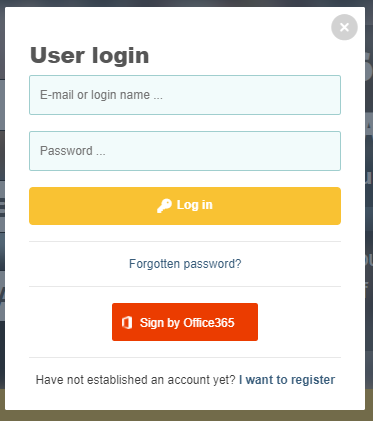 User login
E-mail or login name ...
Password ...
Log in
Forgotten password?
Sign by Office365
Have not established an account yet? I want to register